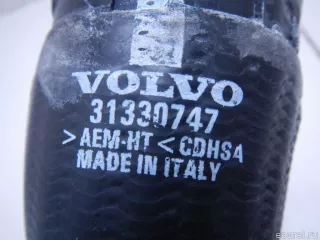 VOLVO
31330747
>AEM-HT< CDHS4
MADE IN ITALY